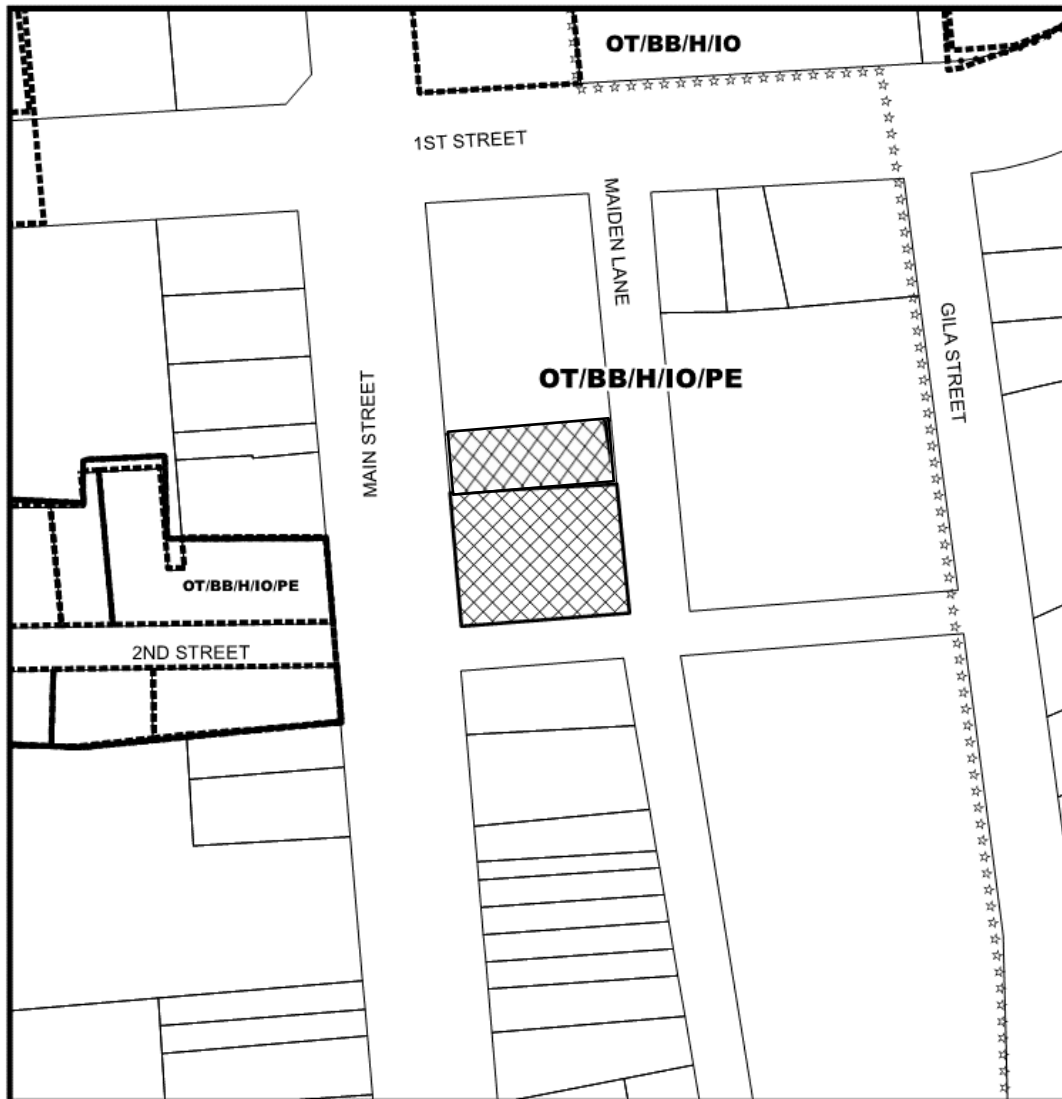 OT/BB/H/IO
1ST STREET
MAIDEN LANE
GILA STREET
OT/BB/H/IO/PE
MAIN STREET
OT/BB/H/IO/PE
2ND STREET